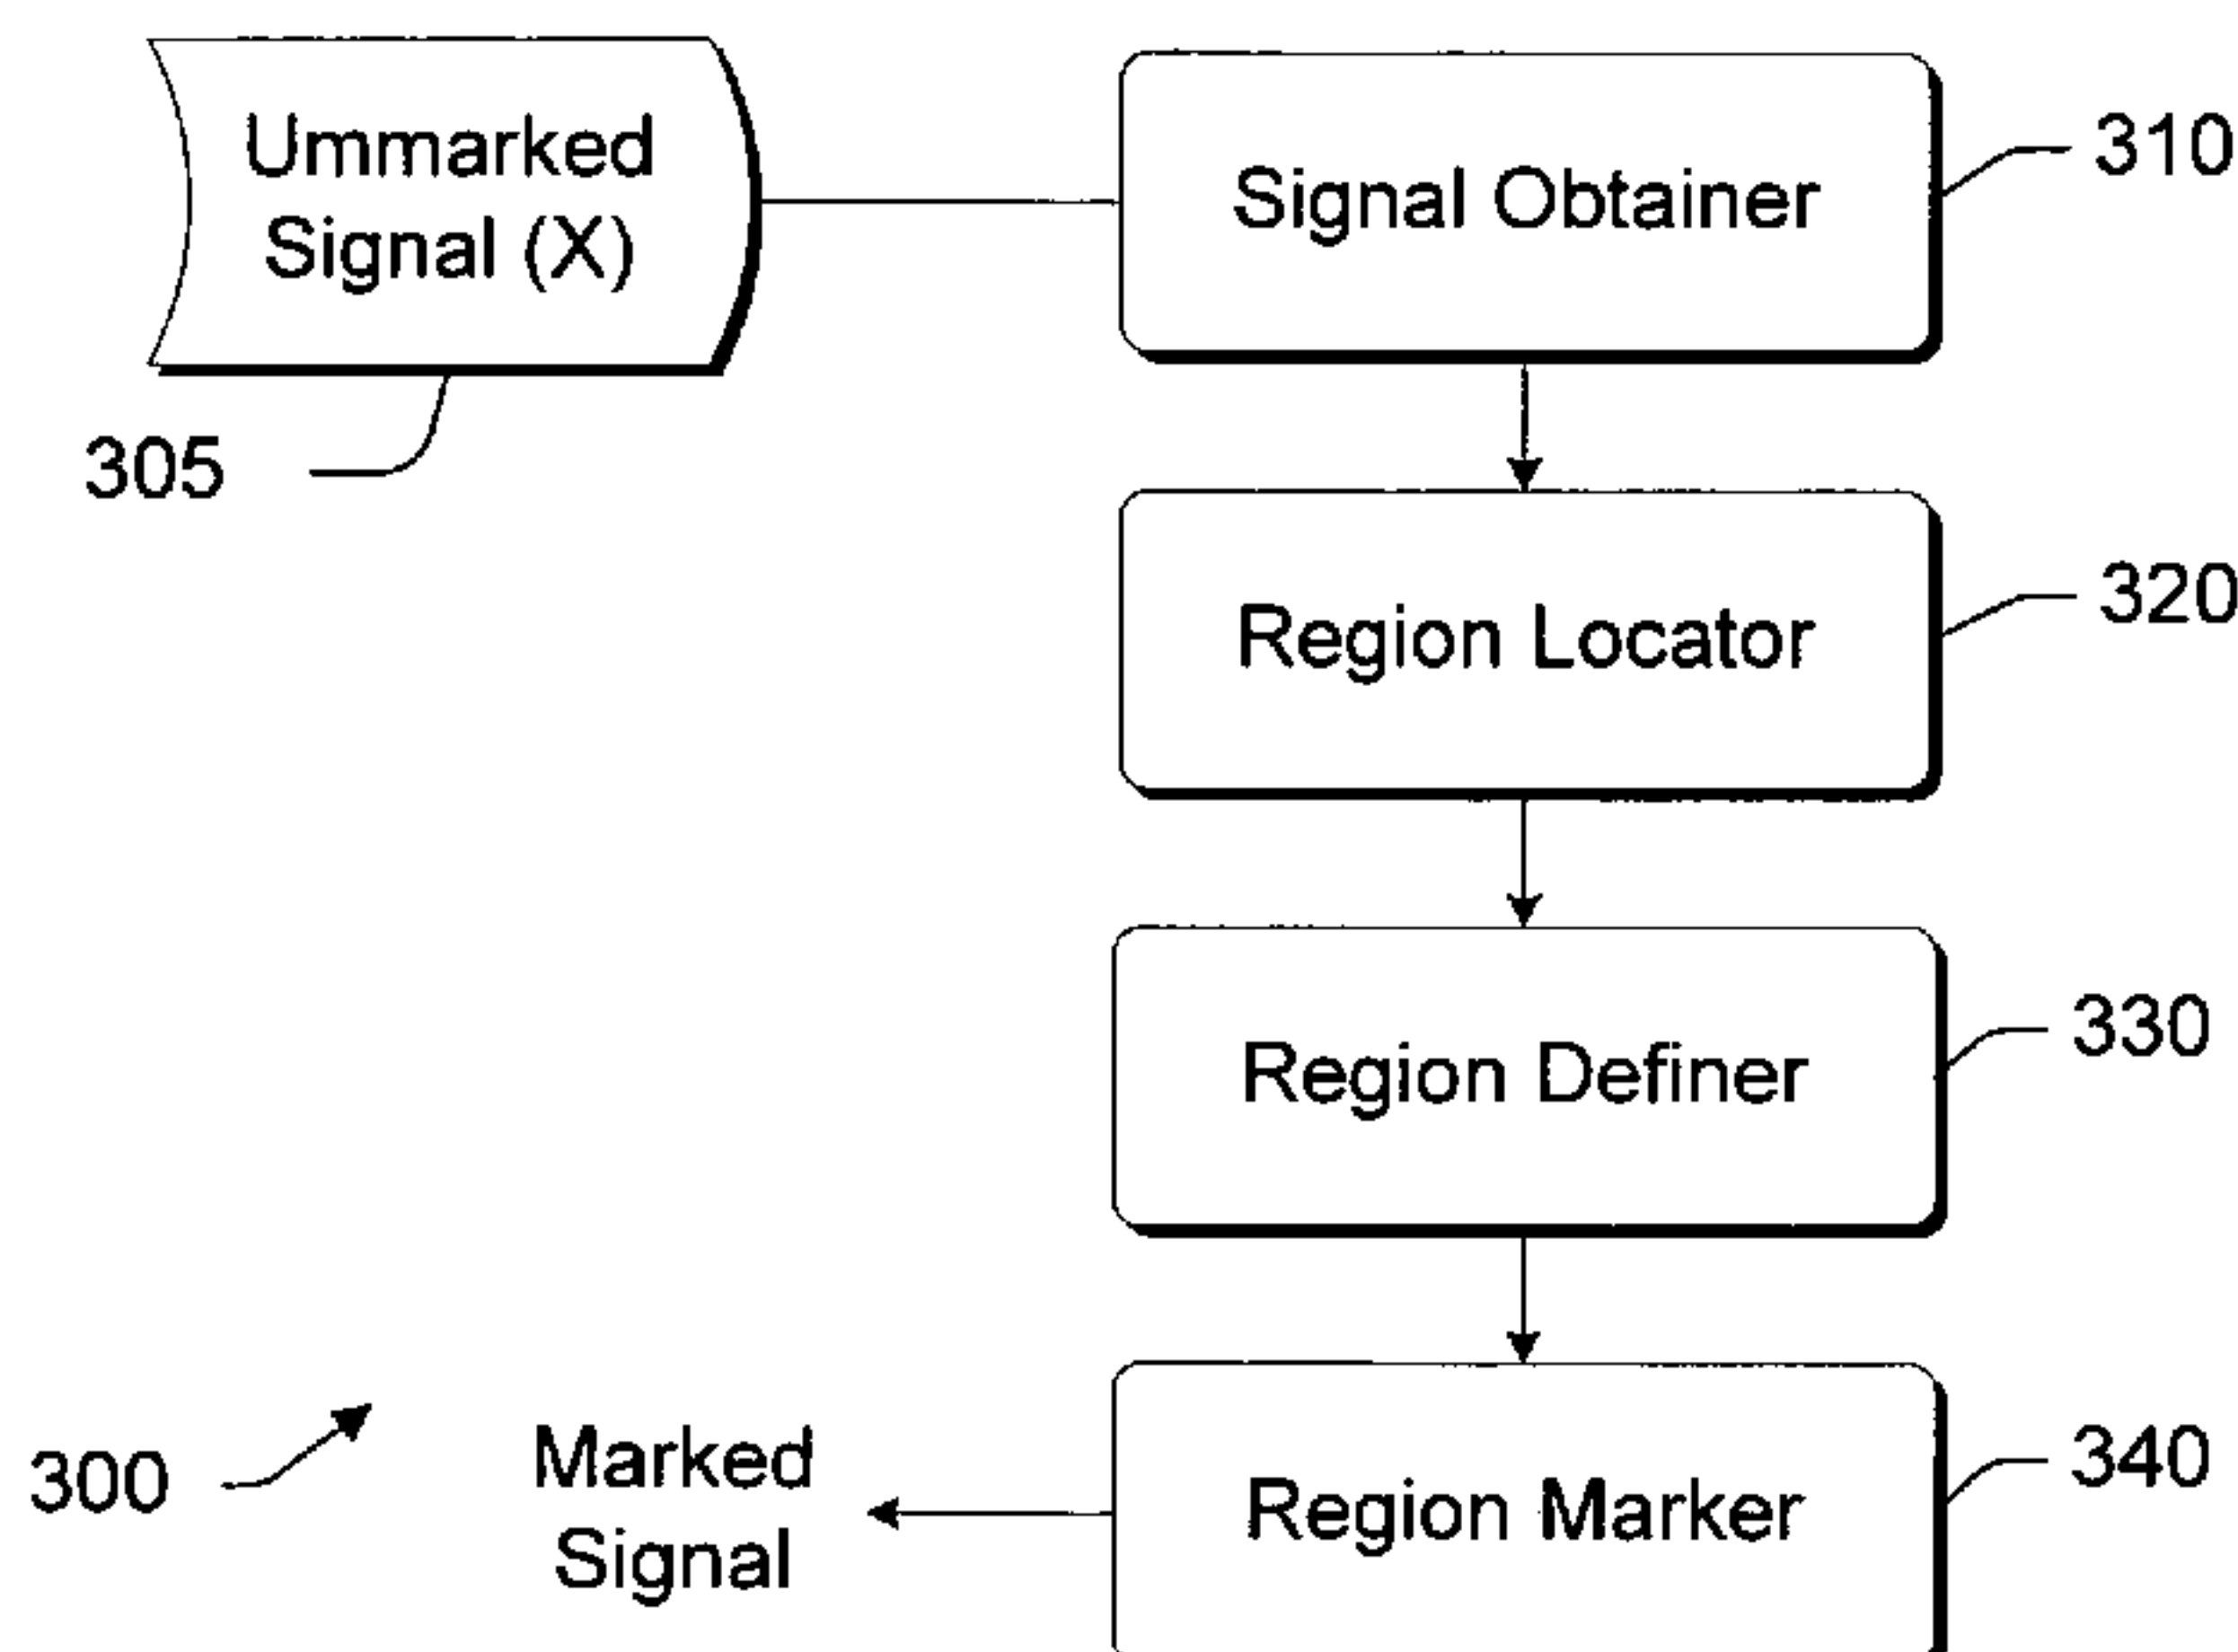 Ummarked
Signal (X)
305
Signal Obtainer
310
Region Locator
320
Region Definer
330
Region Marker
340
Marked
Signal
300